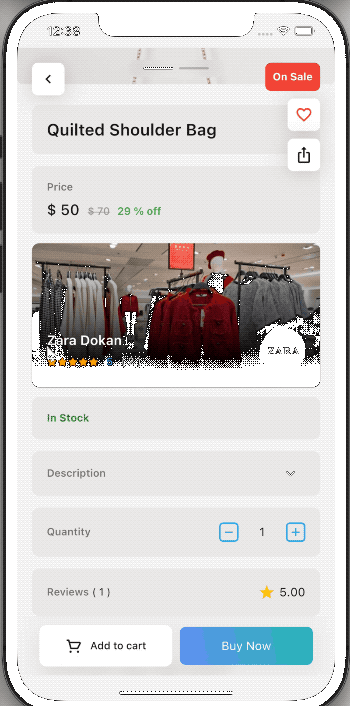 12:38
On Sale
Quilted Shoulder Bag
Price
$ 50 $ 70 29 % off
Zara Dokan
ZARA
In Stock
Description
Quantity
1
Reviews ( 1 )
5.00
Add to cart
Buy Now